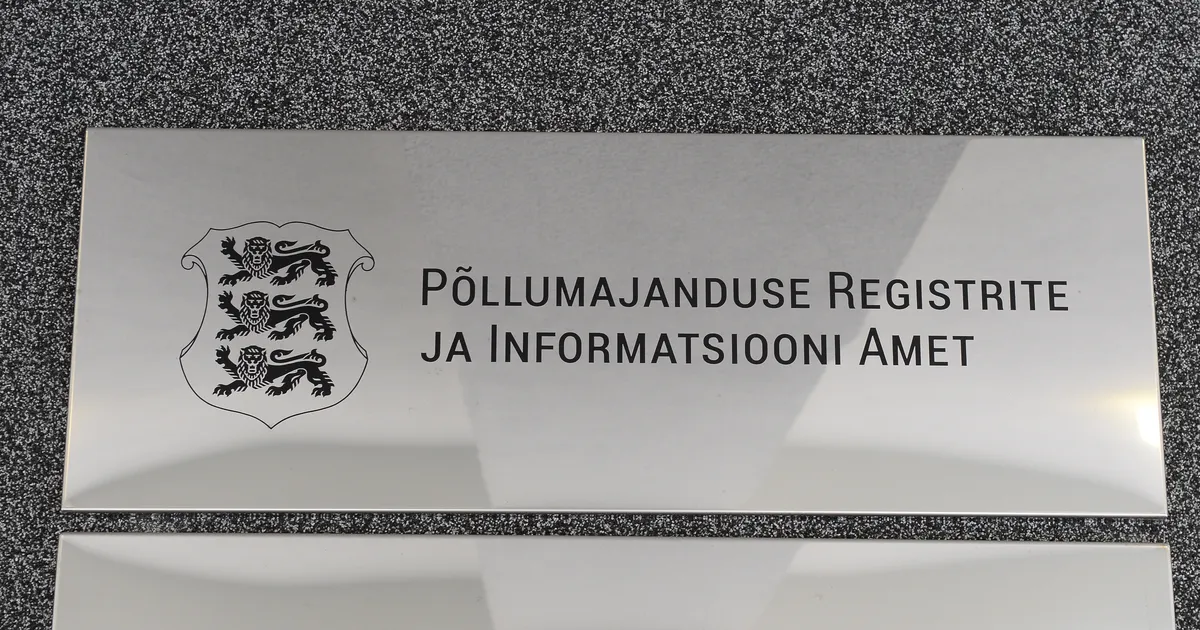 Põllumajanduse Registrite
ja Informatsiooni Amet